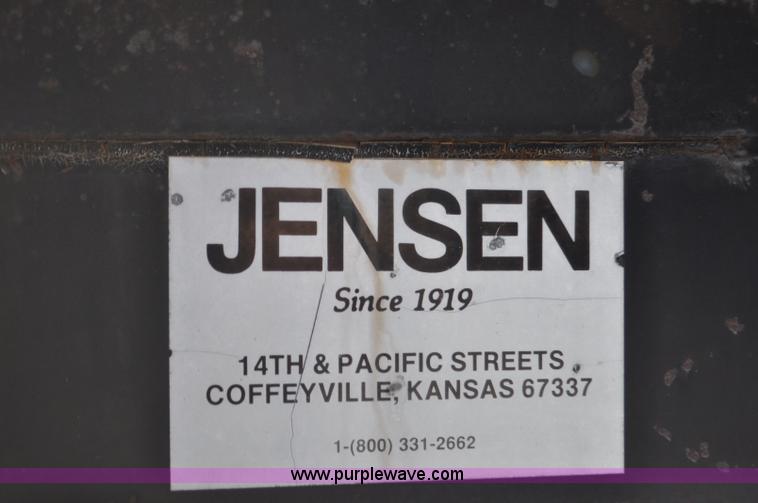 JENSEN
Since 1919
14TH & PACIFIC STREETS
COFFEYVILLE, KANSAS 67337
1-(800) 331-2662
www.purplewave.com